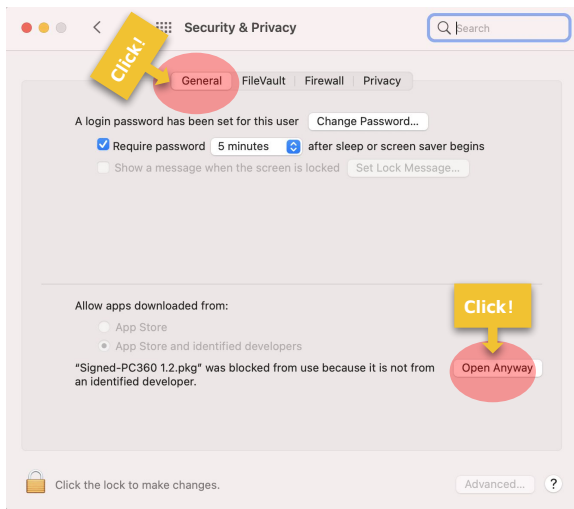 Security & Privacy
Search
Click!
General FileVault Firewall Privacy
A login password has been set for this user Change Password...
Require password 5 minutes after sleep or screen saver begins
Show a message when the screen is locked Set Lock Message...
Allow apps downloaded from:
Click!
App Store
App Store and identified developers
“Signed-PC360 1.2.pkg” was blocked from use because it is not from
an identified developer.
Open Anyway
Click the lock to make changes.
Advanced... ?